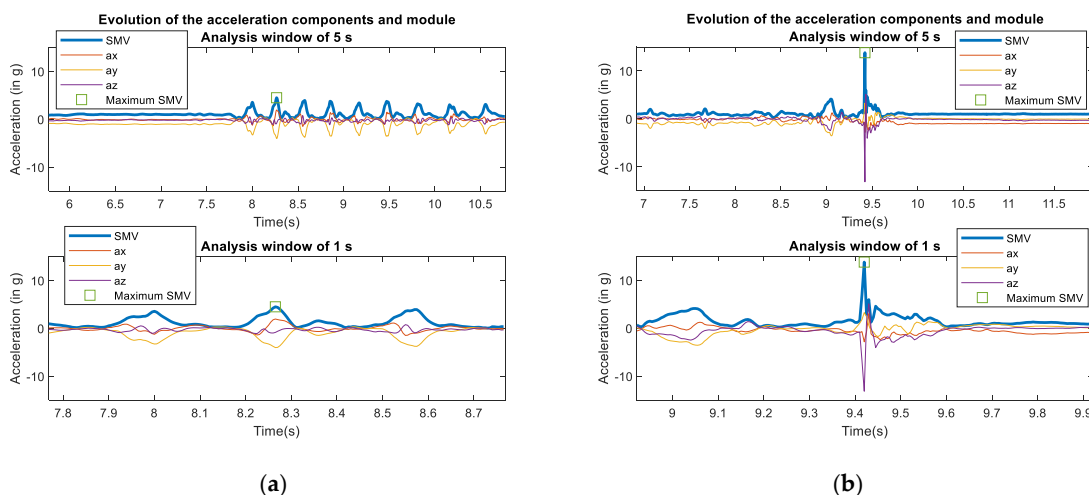 Evolution of the acceleration components and module
Analysis window of 5 s
SMV
ax
ay
az
Maximum SMV
10
0
-10
Acceleration (in g)
6 6.5 7 7.5 8 8.5 9 9.5 10 10.5
Time(s)
Analysis window of 1 s
SMV
ax
ay
az
Maximum SMV
10
0
-10
Acceleration (in g)
7.8 7.9 8 8.1 8.2 8.3 8.4 8.5 8.6 8.7
Time(s)
(a)
Evolution of the acceleration components and module
Analysis window of 5 s
SMV
ax
ay
az
Maximum SMV
10
0
-10
Acceleration (in g)
7 7.5 8 8.5 9 9.5 10 10.5 11 11.5
Time(s)
Analysis window of 1 s
SMV
ax
ay
az
Maximum SMV
10
0
-10
Acceleration (in g)
9 9.1 9.2 9.3 9.4 9.5 9.6 9.7 9.8 9.9
Time(s)
(b)